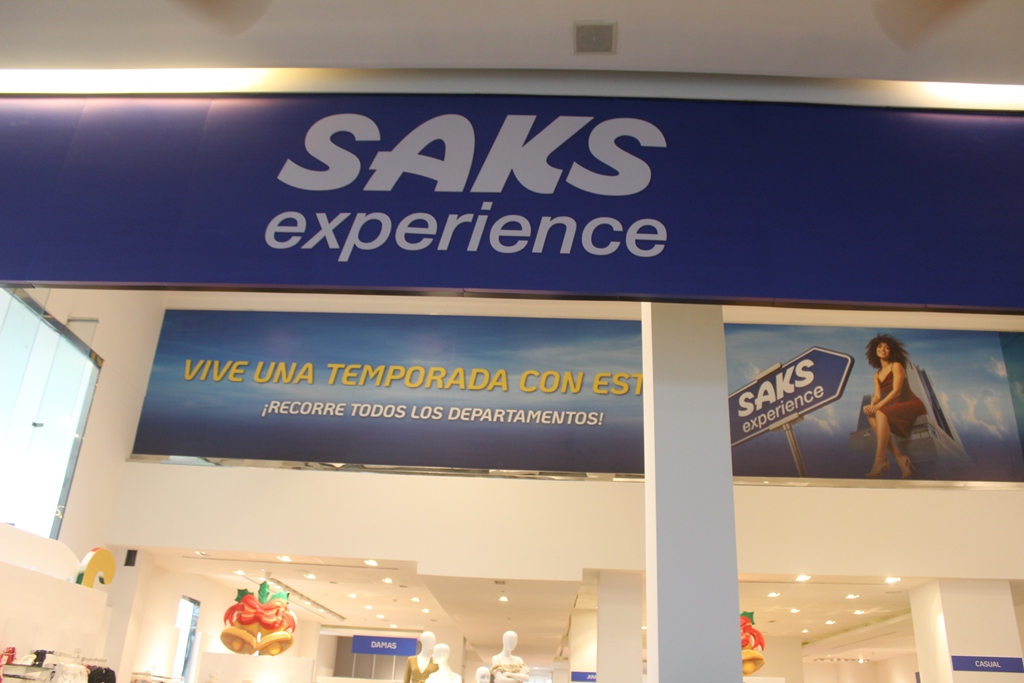 SAKS
experience
VIVE UNA TEMPORADA CON EST
¡RECORRE TODOS LOS DEPARTAMENTOS!
SAKS
experience
DAMAS
CASUAL